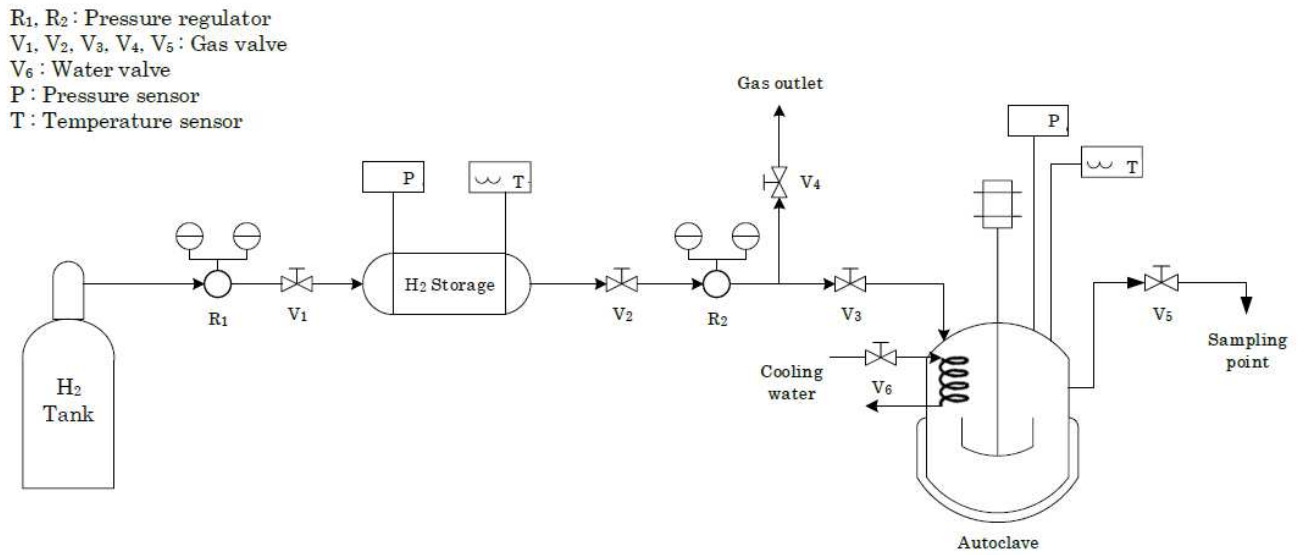 R₁, R₂ : Pressure regulator
V₁, V₂, V₃, V₄, V₅ : Gas valve
V₆ : Water valve
P : Pressure sensor
T : Temperature sensor
Gas outlet
P
T
P
T
V₄
H₂ Storage
R₁
V₁
V₂
R₂
V₃
V₅
Sampling
point
Cooling
water
V₆
H₂
Tank
Autoclave